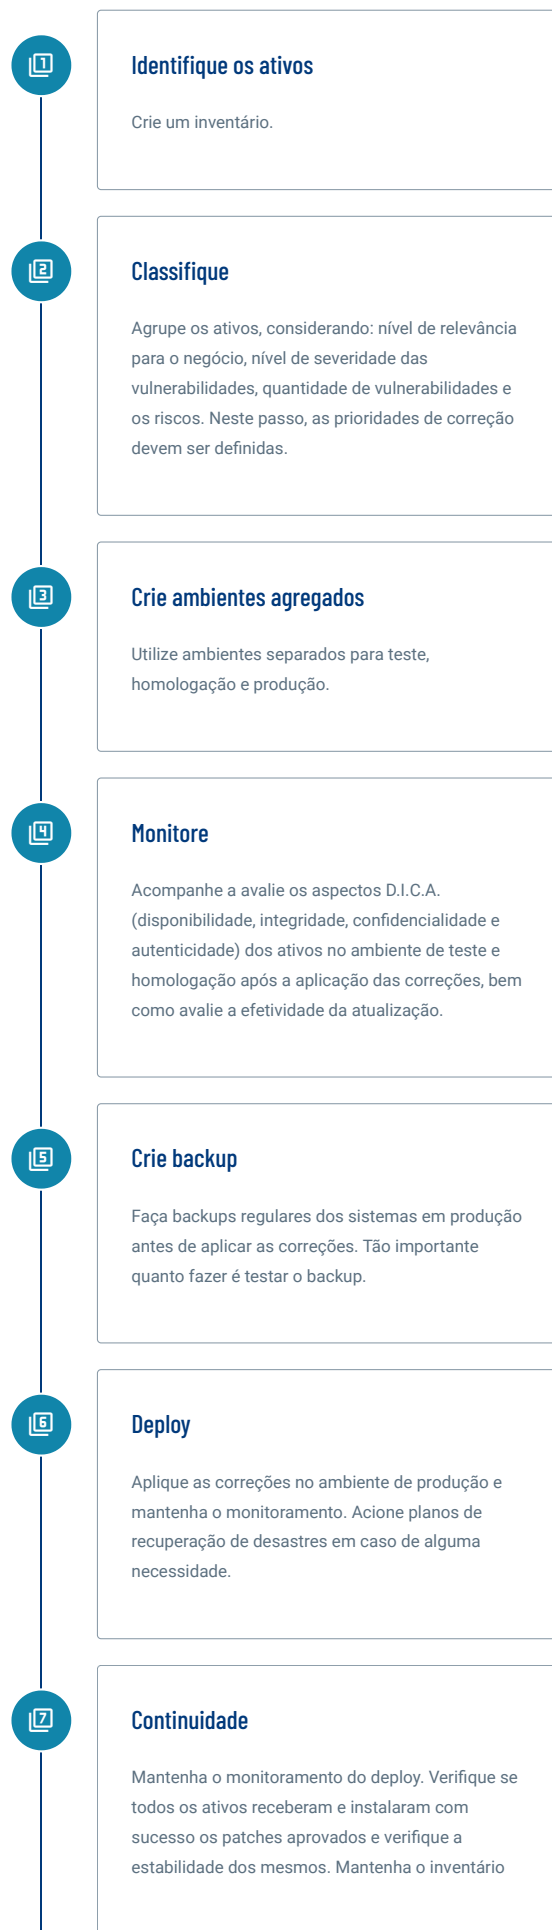 1
Identifique os ativos
Crie um inventário.
2
Classifique
Agrupe os ativos, considerando: nível de relevância
para o negócio, nível de severidade das
vulnerabilidades, quantidade de vulnerabilidades e
os riscos. Neste passo, as prioridades de correção
devem ser definidas.
3
Crie ambientes agregados
Utilize ambientes separados para teste,
homologação e produção.
4
Monitore
Acompanhe a avalie os aspectos D.I.C.A.
(disponibilidade, integridade, confidencialidade e
autenticidade) dos ativos no ambiente de teste e
homologação após a aplicação das correções, bem
como avalie a efetividade da atualização.
5
Crie backup
Faça backups regulares dos sistemas em produção
antes de aplicar as correções. Tão importante
quanto fazer é testar o backup.
6
Deploy
Aplique as correções no ambiente de produção e
mantenha o monitoramento. Acione planos de
recuperação de desastres em caso de alguma
necessidade.
7
Continuidade
Mantenha o monitoramento do deploy. Verifique se
todos os ativos receberam e instalaram com
sucesso os patches aprovados e verifique a
estabilidade dos mesmos. Mantenha o inventário